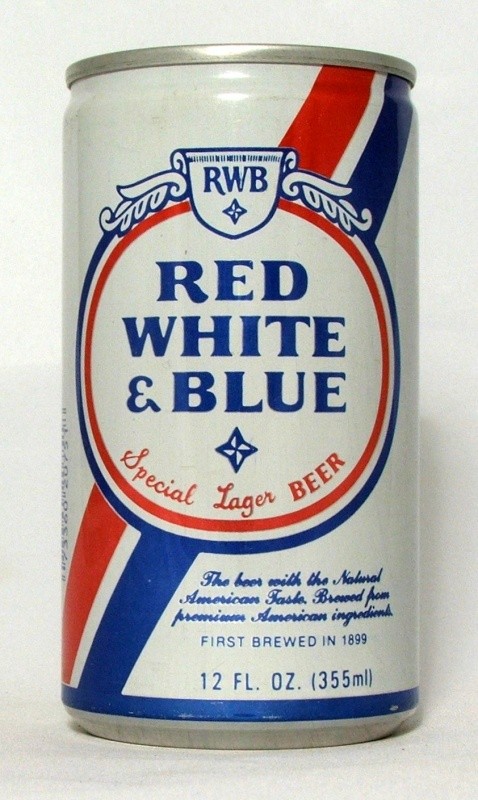 RWB
RED
WHITE
& BLUE
Special Lager BEER
The beer with the Natural
American Taste. Brewed from
premium American ingredients.
FIRST BREWED IN 1899
12 FL. OZ. (355ml)